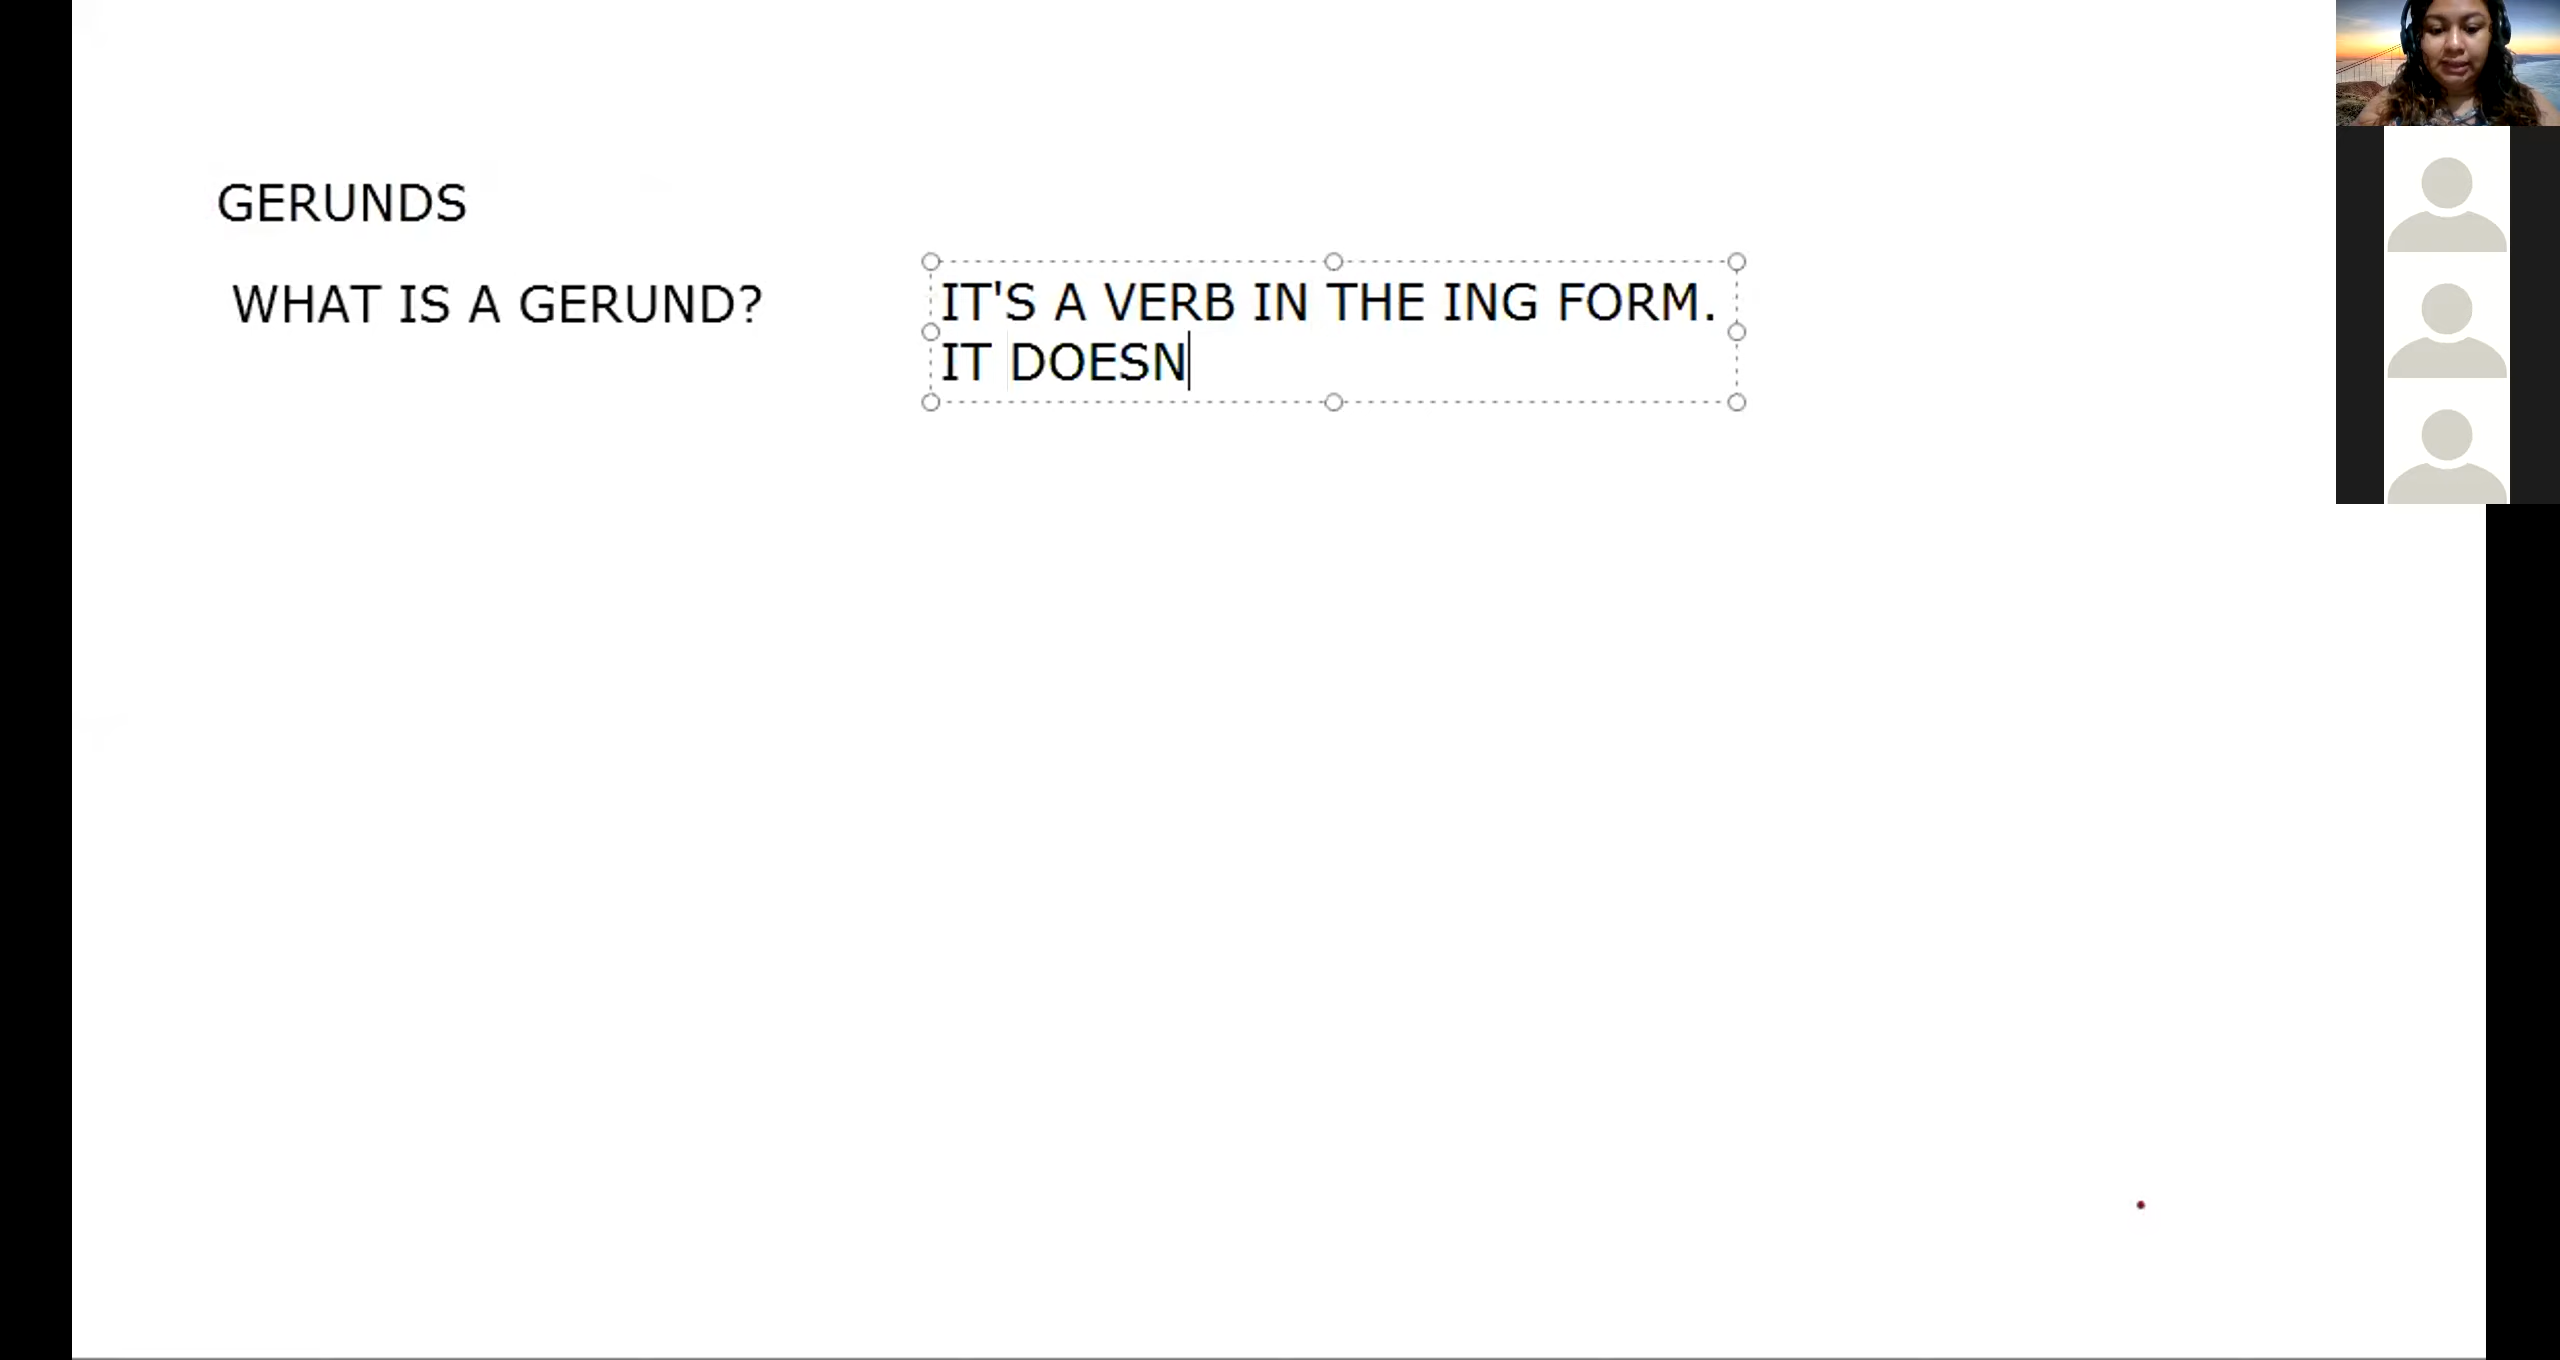 GERUNDS
WHAT IS A GERUND?
IT'S A VERB IN THE ING FORM.
IT DOESN